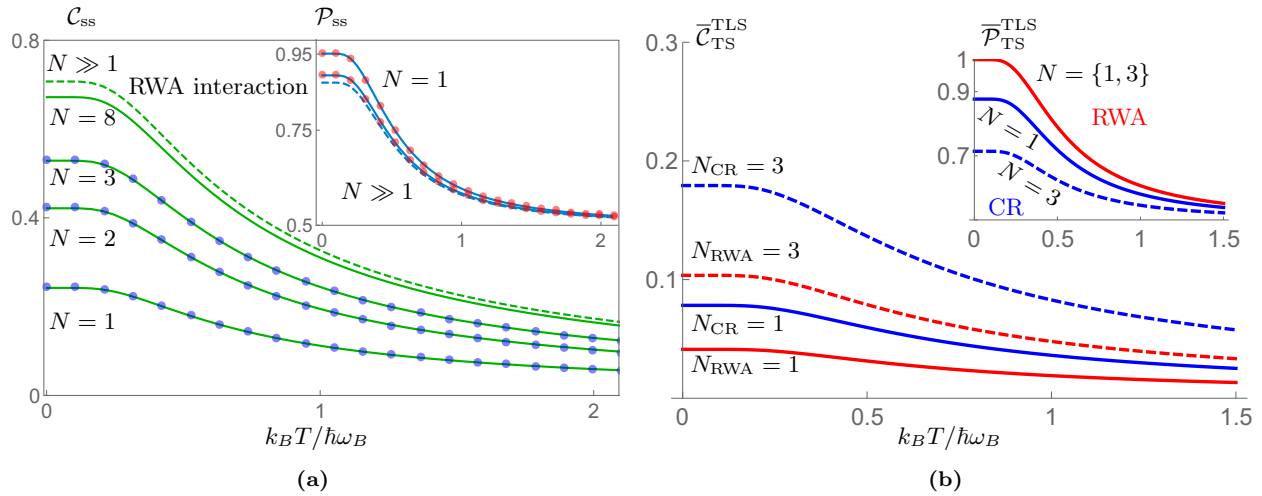 𝒞ss
𝒫ss
0.8
N ≫ 1
RWA interaction
N = 8
N = 3
0.4
N = 2
N = 1
0
0
1
2
k_BT/ħω_B
0.95
N = 1
0.75
N ≫ 1
0.5
0
1
2
(a)
0.3
𝒞̅_TS^TLS
𝒫̅_TS^TLS
1
N = {1, 3}
0.9
RWA
N = 1
0.7
N = 3
CR
0
0.5
1
1.5
0.2
N_CR = 3
N_RWA = 3
0.1
N_CR = 1
N_RWA = 1
0
0.5
1
1.5
k_BT/ħω_B
(b)